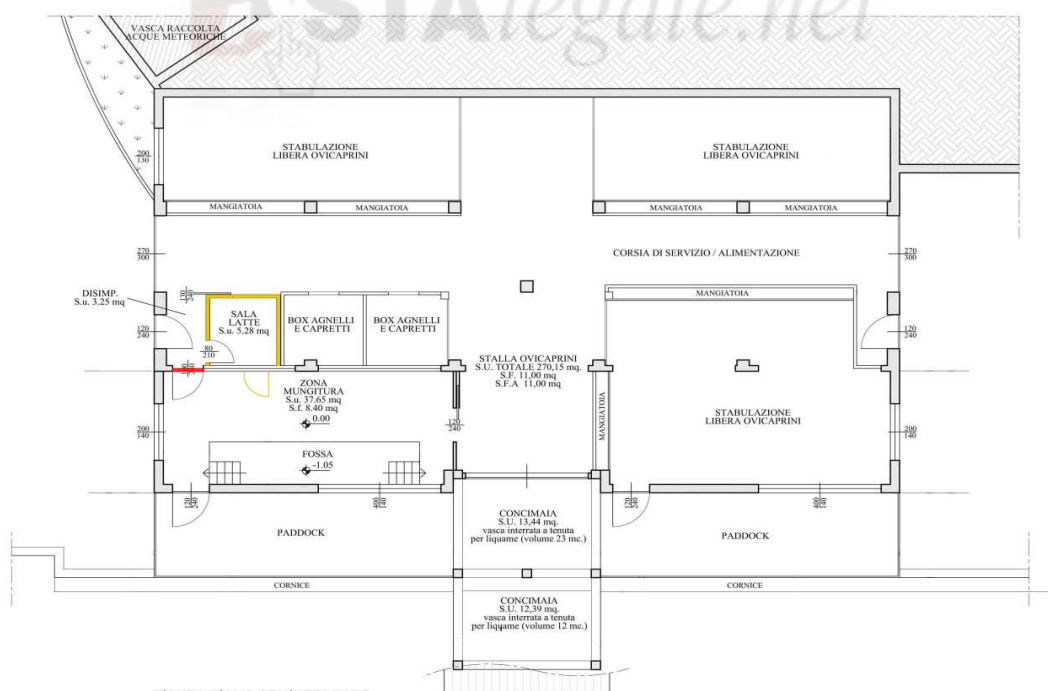 STAlegale.net
VASCA RACCOLTA
ACQUE METEORICHE
STABULAZIONE
LIBERA OVICAPRINI
STABULAZIONE
LIBERA OVICAPRINI
200
130
MANGIATOIA
MANGIATOIA
MANGIATOIA
MANGIATOIA
270
300
CORSIA DI SERVIZIO / ALIMENTAZIONE
270
300
DISIMP.
S.u. 3.25 mq
130
240
SALA
LATTE
S.u. 5.28 mq
BOX AGNELLI
E CAPRETTI
BOX AGNELLI
E CAPRETTI
MANGIATOIA
120
240
120
240
80
210
STALLA OVICAPRINI
S.U. TOTALE 270,15 mq.
S.F. 11,00 mq
S.F.A 11,00 mq
ZONA
MUNGITURA
S.u. 37.65 mq
S.f. 8.40 mq
0.00
MANGIATOIA
STABULAZIONE
LIBERA OVICAPRINI
200
140
120
240
200
140
FOSSA
-1.05
120
240
400
140
120
240
400
140
CONCIMAIA
S.U. 13,44 mq.
vasca interrata a tenuta
per liquame (volume 23 mc.)
PADDOCK
PADDOCK
CORNICE
CORNICE
CONCIMAIA
S.U. 12,39 mq.
vasca interrata a tenuta
per liquame (volume 12 mc.)